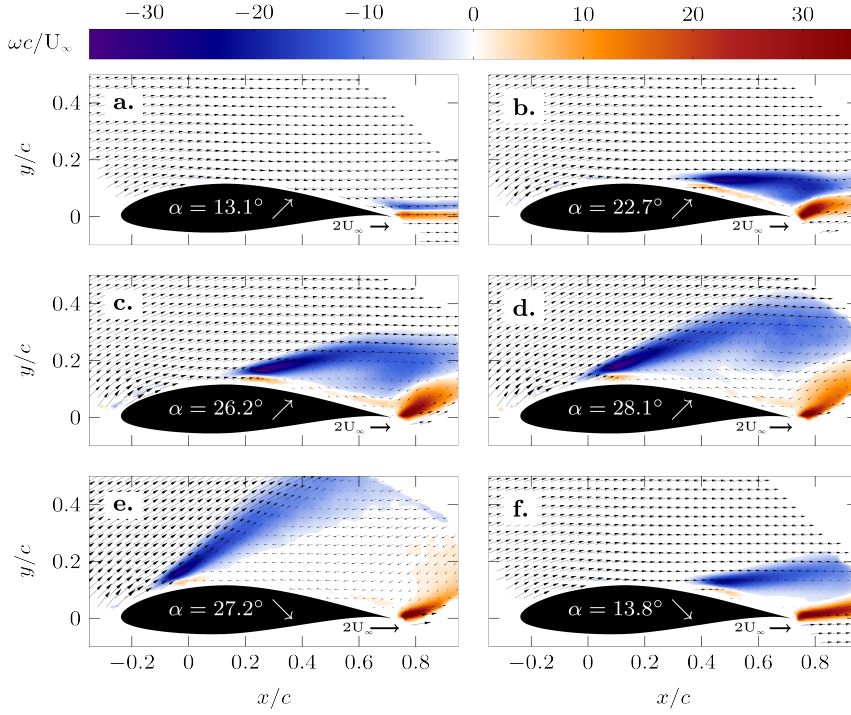 −30 −20 −10 0 10 20 30
ωc/U∞
a. b.
0.4
0.2
0
y/c
α = 13.1° ↗ α = 22.7° ↗
2U∞ → 2U∞ →
c. d.
0.4
0.2
0
y/c
α = 26.2° ↗ α = 28.1° ↗
2U∞ → 2U∞ →
e. f.
0.4
0.2
0
y/c
α = 27.2° ↘ α = 13.8° ↘
2U∞ → 2U∞ →
−0.2 0 0.2 0.4 0.6 0.8 −0.2 0 0.2 0.4 0.6 0.8
x/c x/c